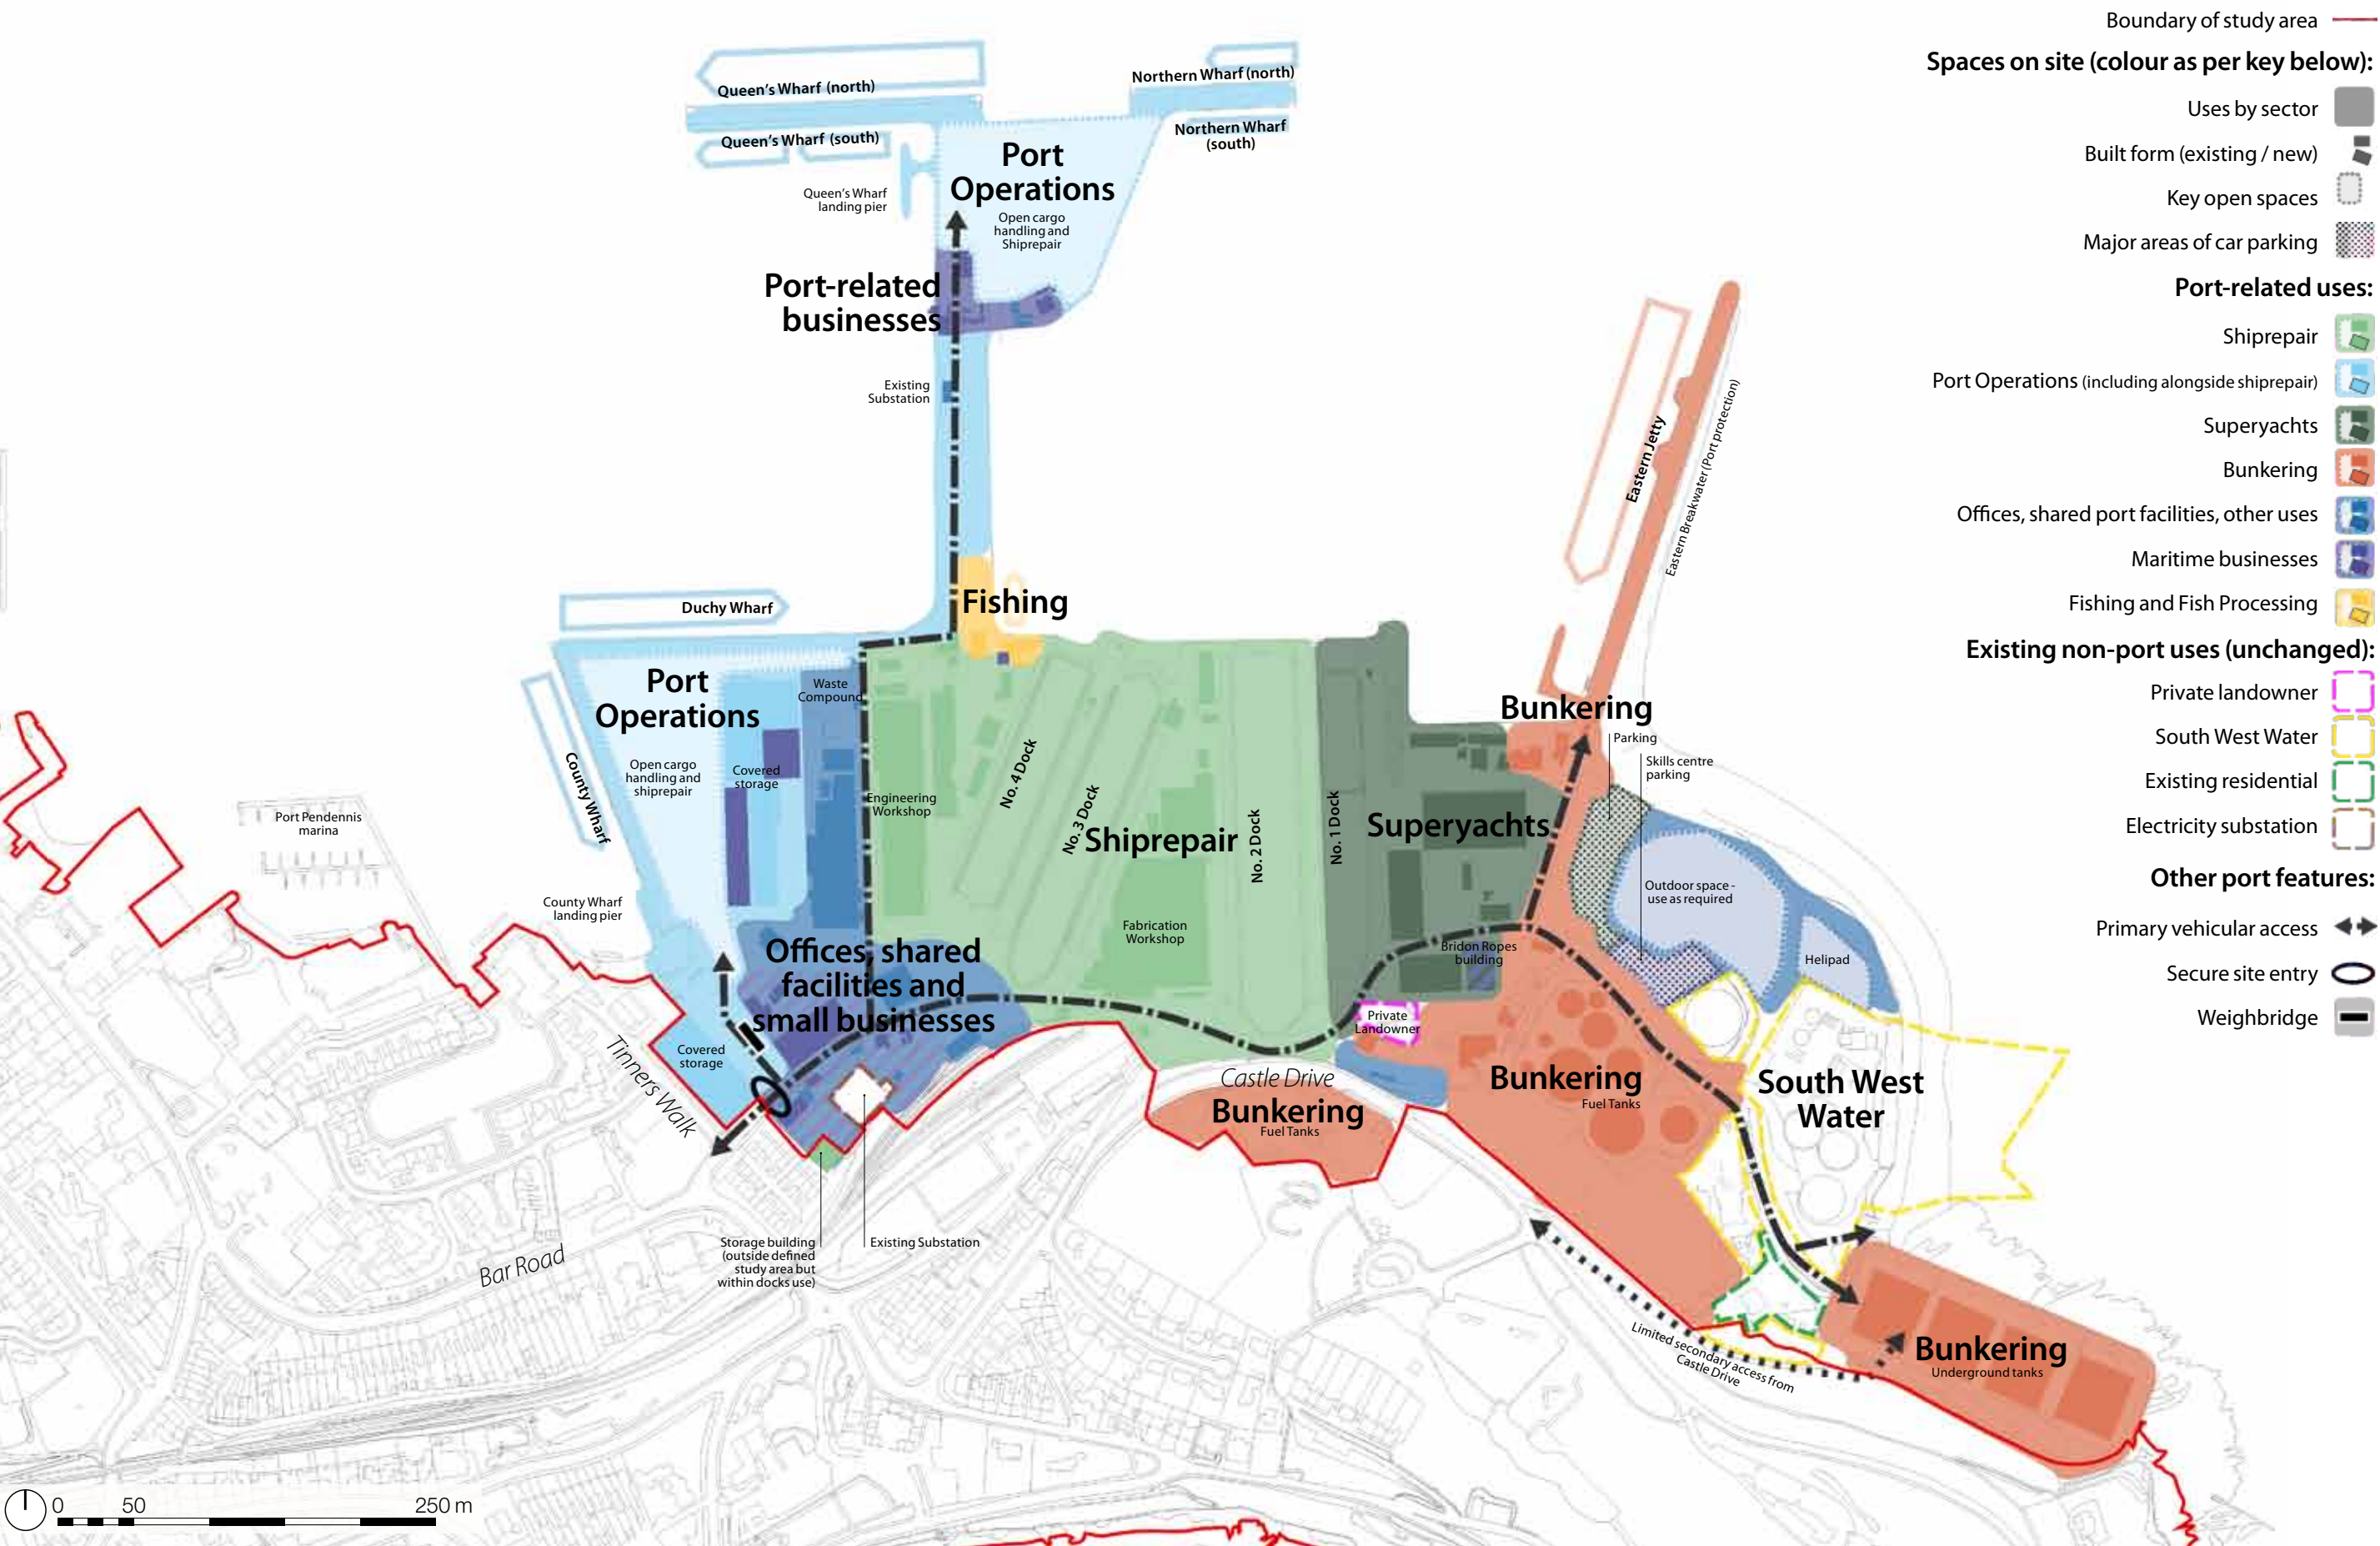 Boundary of study area
Spaces on site (colour as per key below):
Uses by sector
Built form (existing / new)
Key open spaces
Major areas of car parking
Port-related uses:
Shiprepair
Port Operations (including alongside shiprepair)
Superyachts
Bunkering
Offices, shared port facilities, other uses
Maritime businesses
Fishing and Fish Processing
Existing non-port uses (unchanged):
Private landowner
South West Water
Existing residential
Electricity substation
Other port features:
Primary vehicular access
Secure site entry
Weighbridge
Queen's Wharf (north)
Queen's Wharf (south)
Queen's Wharf
landing pier
Northern Wharf (north)
Northern Wharf
(south)
Port
Operations
Open cargo
handling and
Shiprepair
Port-related
businesses
Existing
Substation
Fishing
Duchy Wharf
County Wharf
Port
Operations
Open cargo
handling and
shiprepair
Covered
storage
Waste
Compound
Port Pendennis
marina
County Wharf
landing pier
Engineering
Workshop
No. 4 Dock
No. 3 Dock
Shiprepair
No. 2 Dock
No. 1 Dock
Fabrication
Workshop
Superyachts
Bridon Ropes
building
Eastern Jetty
Eastern Breakwater (Port protection)
Bunkering
Parking
Skills centre
parking
Outdoor space -
use as required
Helipad
Offices, shared
facilities and
small businesses
Covered
storage
Tinners Walk
Private
Landowner
Castle Drive
Bunkering
Fuel Tanks
Bunkering
Fuel Tanks
South West
Water
Storage building
(outside defined
study area but
within docks use)
Existing Substation
Bar Road
Limited secondary access from
Castle Drive
Bunkering
Underground tanks
0 50 250 m